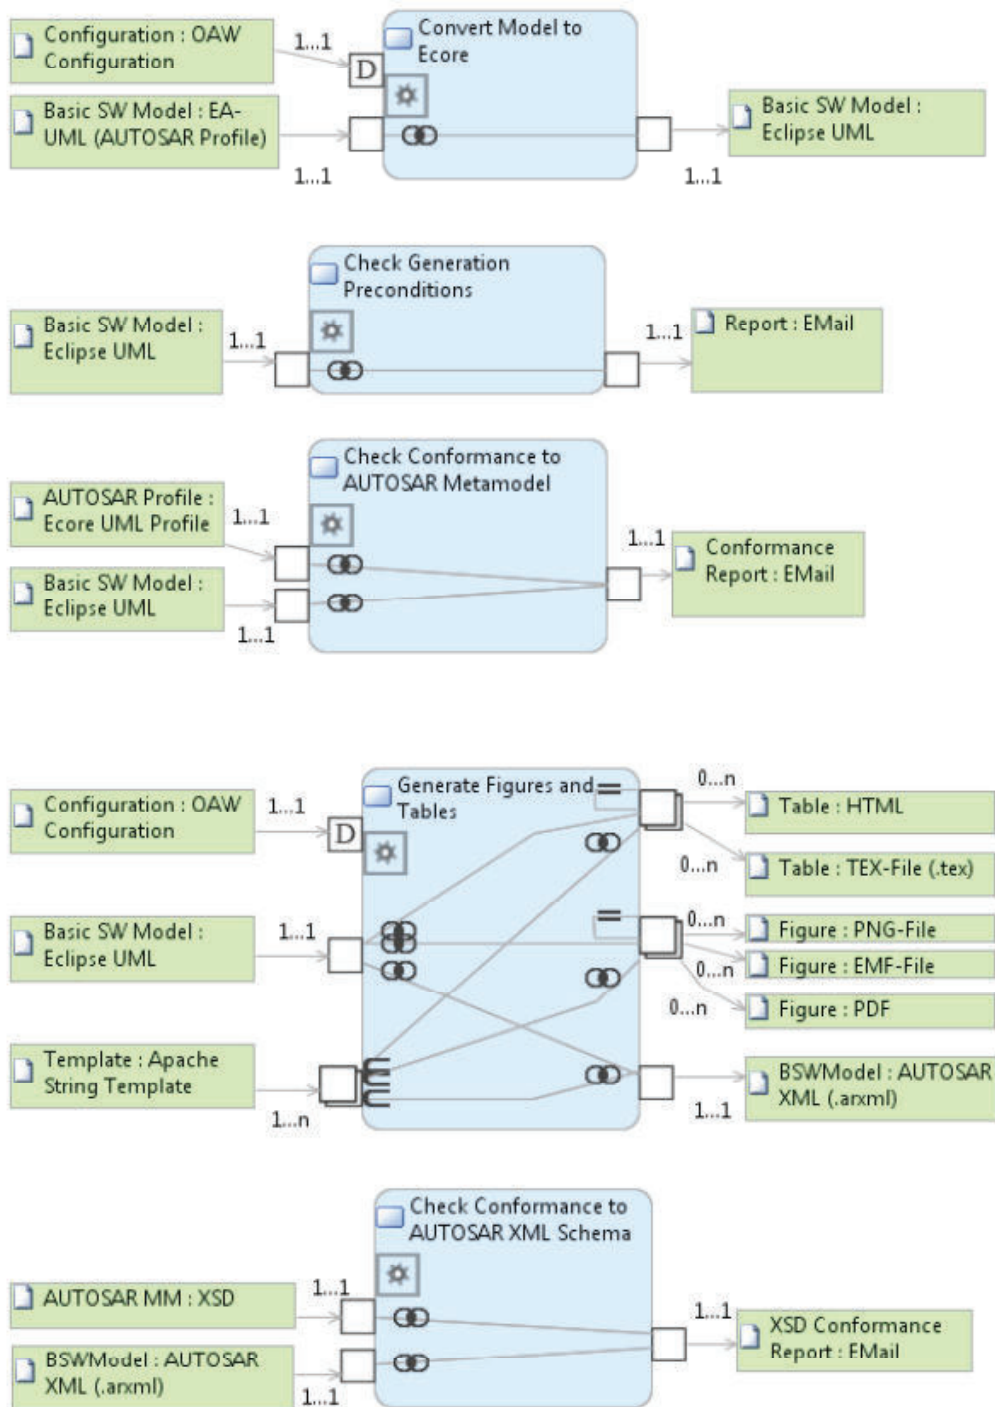 Configuration : OAW
Configuration
1...1
D
Convert Model to
Ecore
Basic SW Model : EA-
UML (AUTOSAR Profile)
1...1
Basic SW Model :
Eclipse UML
1...1
Check Generation
Preconditions
Basic SW Model :
Eclipse UML
1...1
1...1
Report : EMail
Check Conformance to
AUTOSAR Metamodel
AUTOSAR Profile :
Ecore UML Profile
1...1
Basic SW Model :
Eclipse UML
1...1
1...1
Conformance
Report : EMail
Generate Figures and
Tables
Configuration : OAW
Configuration
1...1
D
Basic SW Model :
Eclipse UML
1...1
Template : Apache
String Template
1...n
0...n
Table : HTML
0...n
Table : TEX-File (.tex)
0...n
Figure : PNG-File
0...n
Figure : EMF-File
0...n
Figure : PDF
BSWModel : AUTOSAR
XML (.arxml)
1...1
Check Conformance to
AUTOSAR XML Schema
AUTOSAR MM : XSD
1...1
BSWModel : AUTOSAR
XML (.arxml)
1...1
1...1
XSD Conformance
Report : EMail